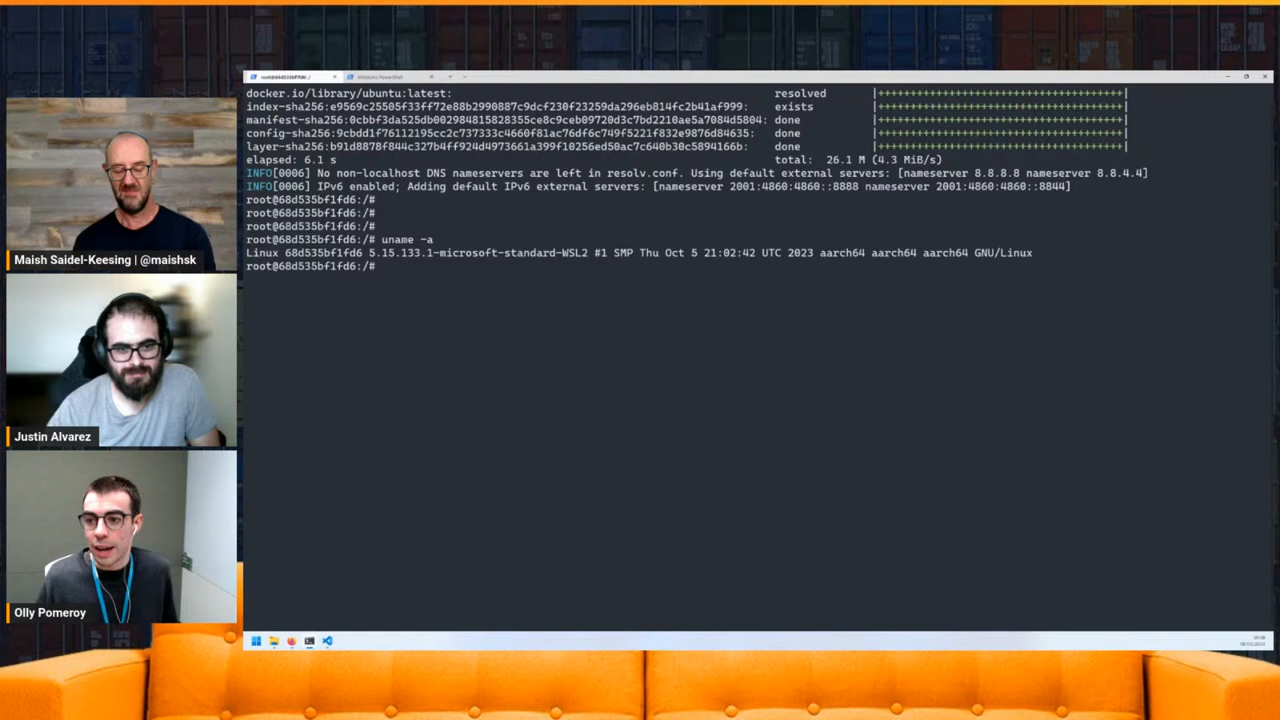 root@68d535bf1fd6: /
Windows PowerShell
docker.io/library/ubuntu:latest: resolved |++++++++++++++++++++++++++++++++++++++|
index-sha256:e9569c25505f33ff72e88b2990887c9dcf230f23259da296eb814fc2b41af999: exists |++++++++++++++++++++++++++++++++++++++|
manifest-sha256:0cbbf3da525db002984815828355ce8c9ceb09720d3c7bd2210ae5a7084d5804: done |++++++++++++++++++++++++++++++++++++++|
config-sha256:9cbdd1f76112195cc2c737333c4660f81ac76df6c749f5221f832e9876d84635: done |++++++++++++++++++++++++++++++++++++++|
layer-sha256:b91d8878f844c327b4ff924d4973661a399f10256ed50ac7c640b30c5894166b: done |++++++++++++++++++++++++++++++++++++++|
elapsed: 6.1 s total: 26.1 M (4.3 MiB/s)
INFO[0006] No non-localhost DNS nameservers are left in resolv.conf. Using default external servers: [nameserver 8.8.8.8 nameserver 8.8.4.4]
INFO[0006] IPv6 enabled; Adding default IPv6 external servers: [nameserver 2001:4860:4860::8888 nameserver 2001:4860:4860::8844]
root@68d535bf1fd6:/#
root@68d535bf1fd6:/#
root@68d535bf1fd6:/#
root@68d535bf1fd6:/# uname -a
Linux 68d535bf1fd6 5.15.133.1-microsoft-standard-WSL2 #1 SMP Thu Oct 5 21:02:42 UTC 2023 aarch64 aarch64 aarch64 GNU/Linux
root@68d535bf1fd6:/#
Maish Saidel-Keesing | @maishsk
Justin Alvarez
Olly Pomeroy